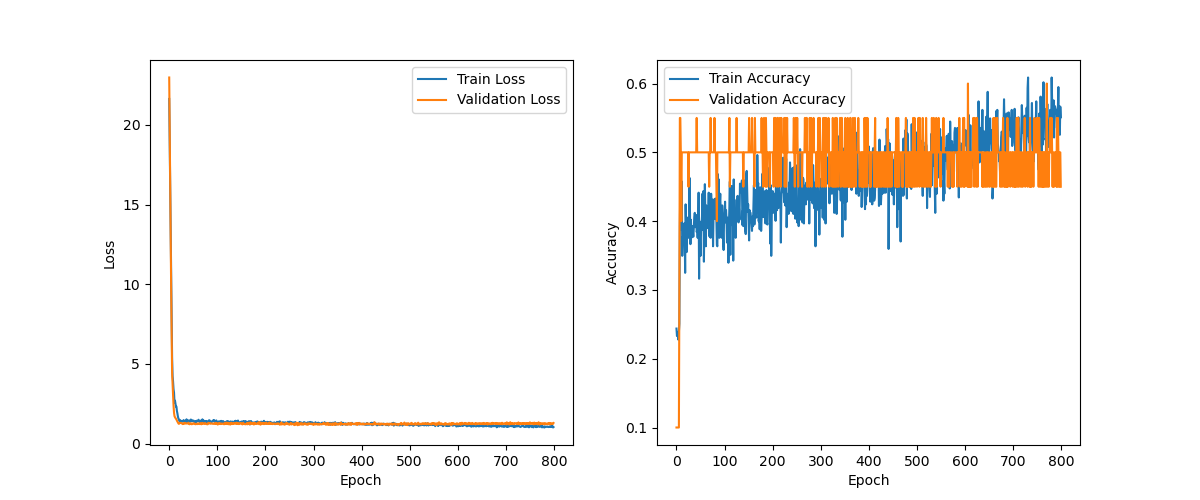 Train Loss
Validation Loss
20
15
10
5
0
Loss
0 100 200 300 400 500 600 700 800
Epoch
Train Accuracy
Validation Accuracy
0.6
0.5
0.4
0.3
0.2
0.1
Accuracy
0 100 200 300 400 500 600 700 800
Epoch